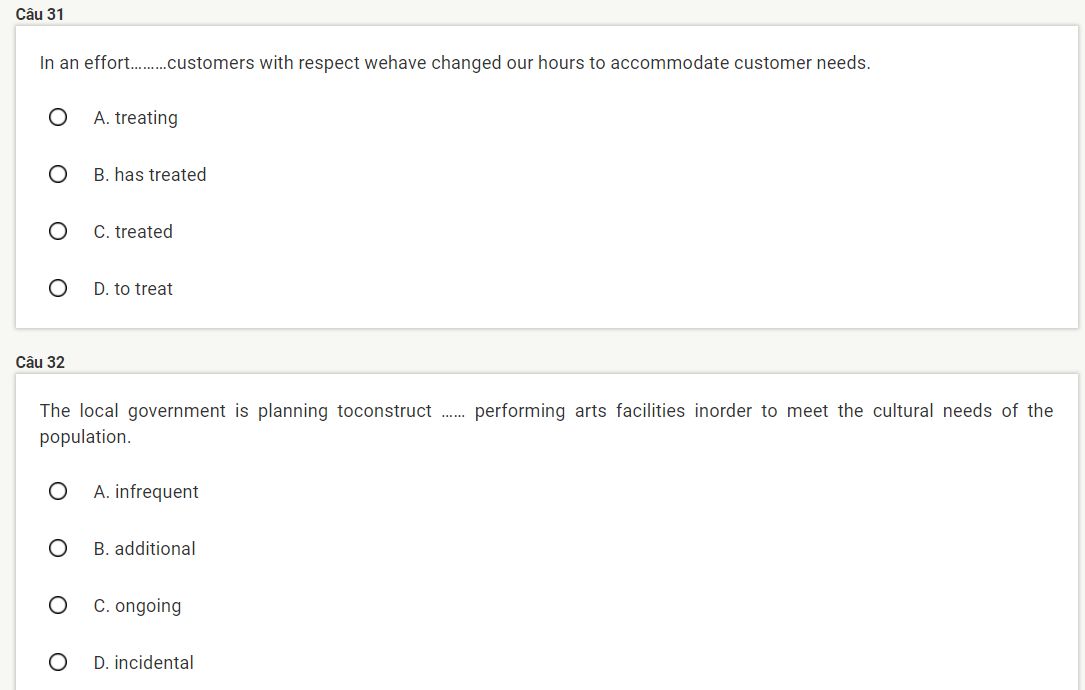 Câu 31
In an effort.........customers with respect wehave changed our hours to accommodate customer needs.
A. treating
B. has treated
C. treated
D. to treat
Câu 32
The local government is planning toconstruct ...... performing arts facilities inorder to meet the cultural needs of the
population.
A. infrequent
B. additional
C. ongoing
D. incidental